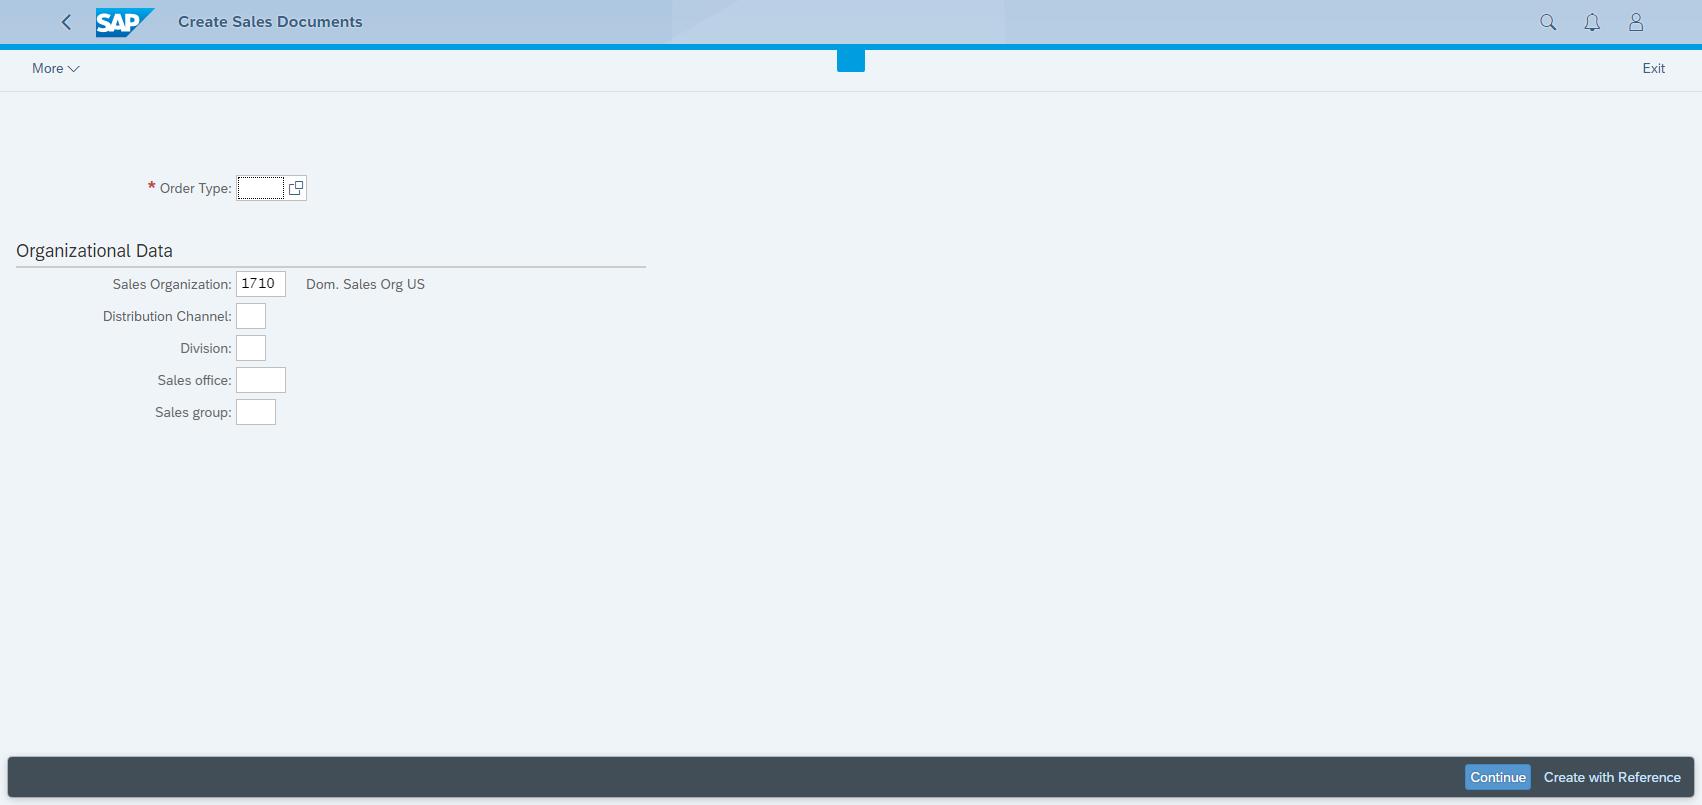 SAP Create Sales Documents
More Exit
* Order Type:
Organizational Data
Sales Organization: 1710 Dom. Sales Org US
Distribution Channel:
Division:
Sales office:
Sales group:
Continue Create with Reference